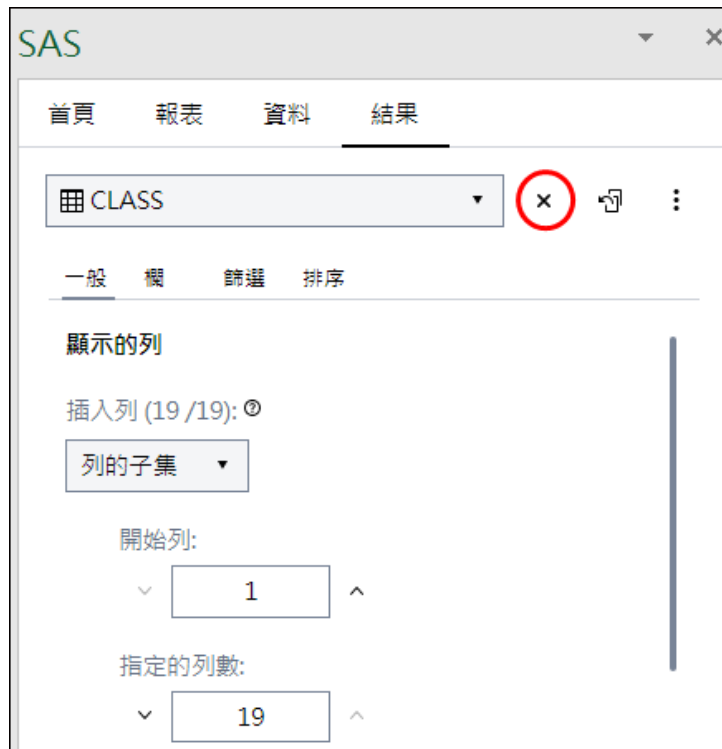 SAS
首頁 報表 資料 結果
CLASS
一般 欄 篩選 排序
顯示的列
插入列 (19 /19):
列的子集
開始列:
1
指定的列數:
19